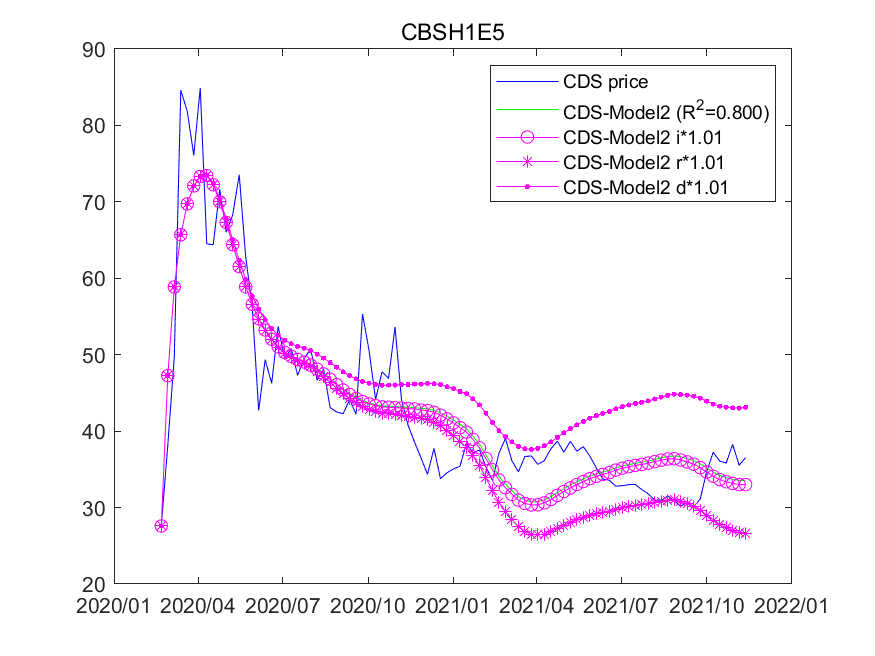 CBSH1E5
90
80
70
60
50
40
30
20
CDS price
CDS-Model2 (R²=0.800)
CDS-Model2 i*1.01
CDS-Model2 r*1.01
CDS-Model2 d*1.01
2020/01 2020/04 2020/07 2020/10 2021/01 2021/04 2021/07 2021/10 2022/01